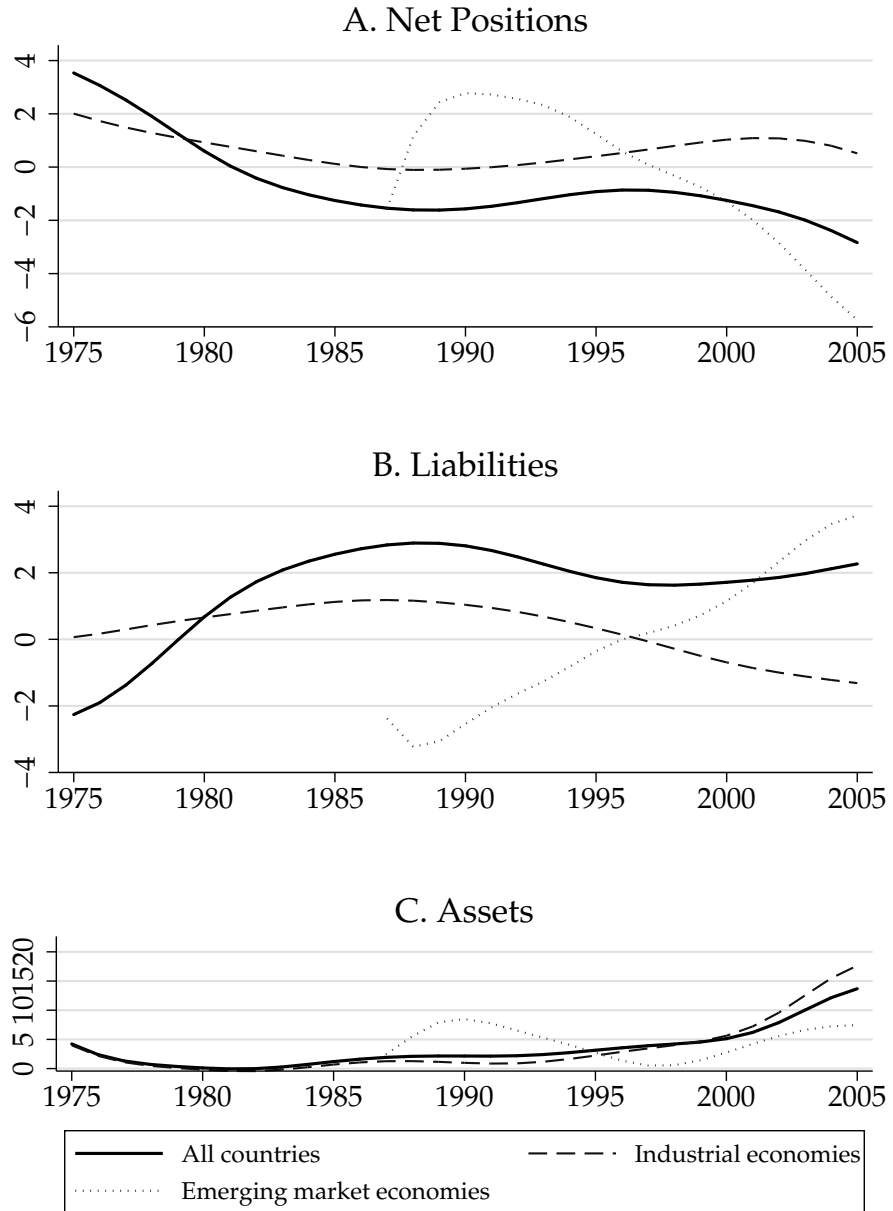 A. Net Positions
4
2
0
−2
−4
−6
1975 1980 1985 1990 1995 2000 2005
B. Liabilities
4
2
0
−2
−4
1975 1980 1985 1990 1995 2000 2005
C. Assets
0 5 101520
1975 1980 1985 1990 1995 2000 2005
All countries Industrial economies
Emerging market economies